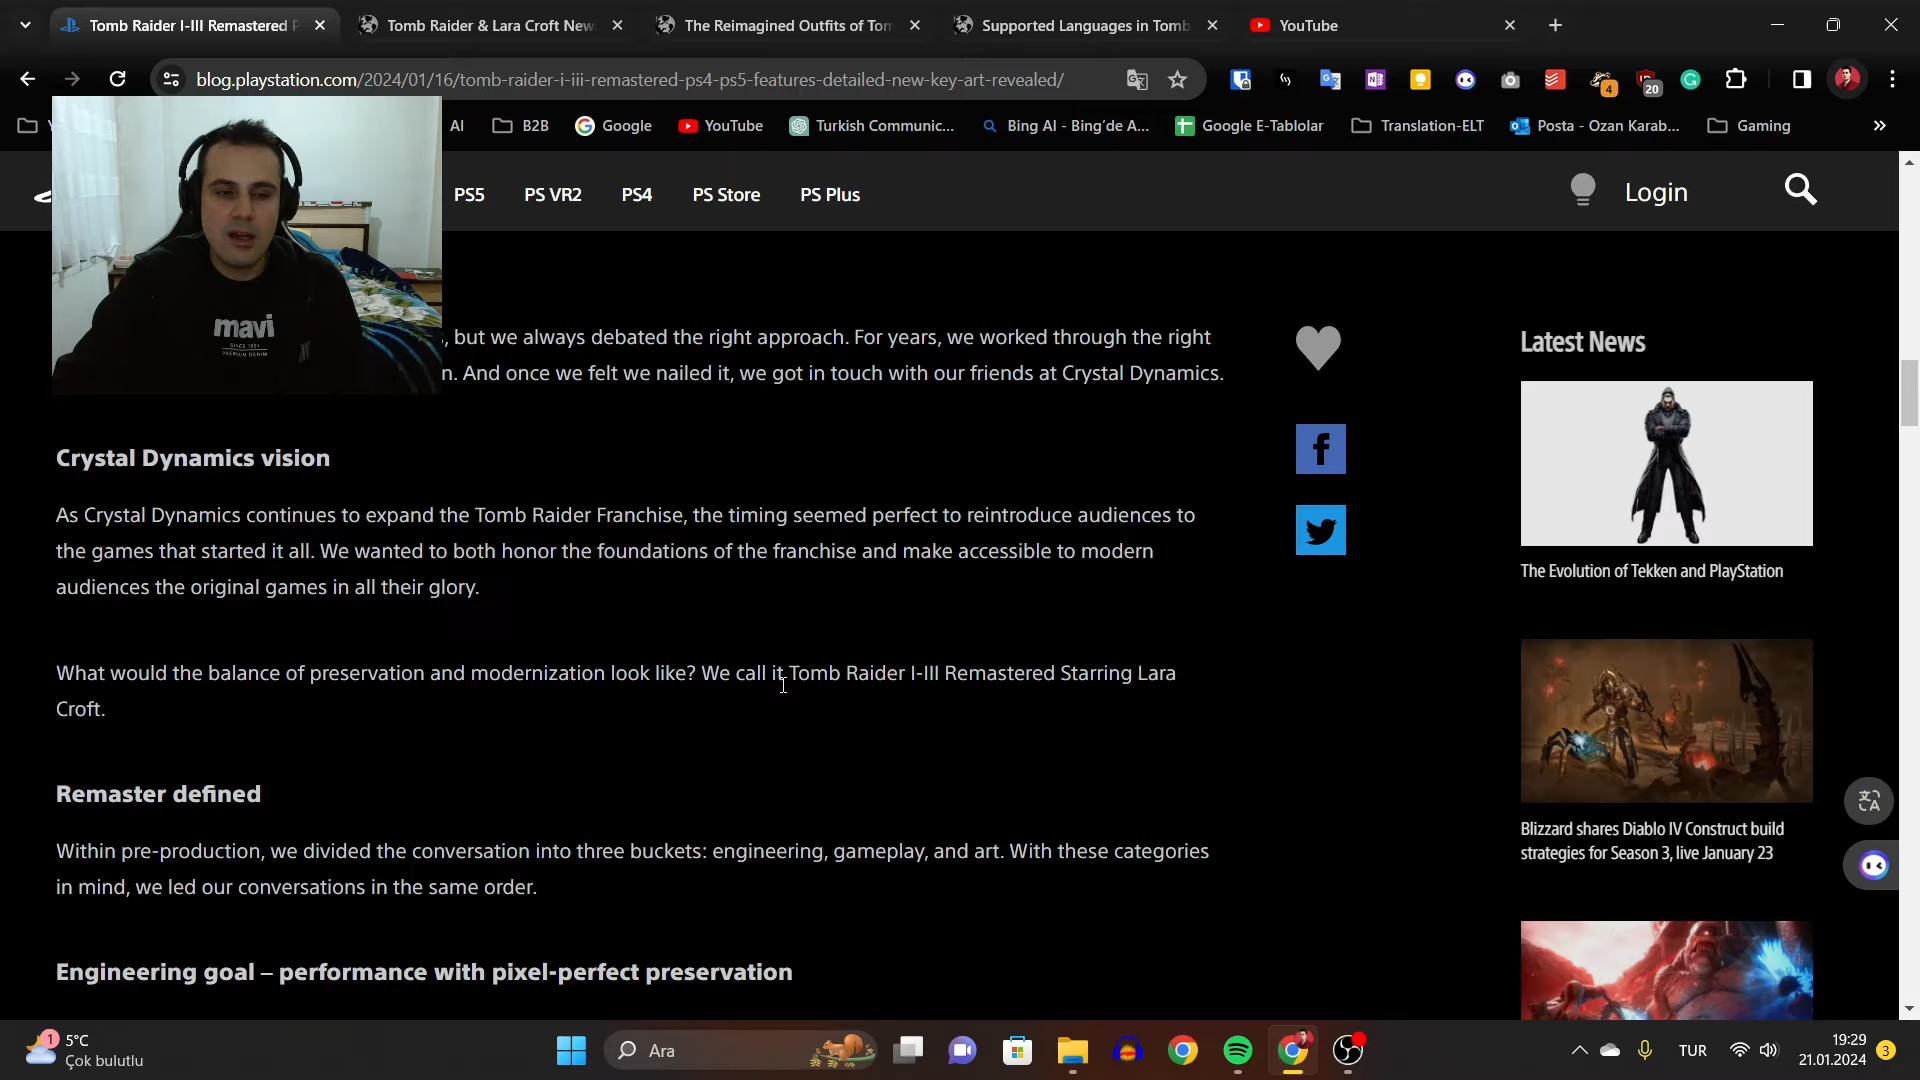 Tomb Raider I-III Remastered P
Tomb Raider & Lara Croft New
The Reimagined Outfits of Tom
Supported Languages in Tomb
YouTube
blog.playstation.com/2024/01/16/tomb-raider-i-iii-remastered-ps4-ps5-features-detailed-new-key-art-revealed/
4
20
AI
B2B
Google
YouTube
Turkish Communic...
Bing AI - Bing'de A...
Google E-Tablolar
Translation-ELT
Posta - Ozan Karab...
Gaming
PS5
PS VR2
PS4
PS Store
PS Plus
Login
mavi
SINCE 1991
PREMIUM DENIM
, but we always debated the right approach. For years, we worked through the right
n. And once we felt we nailed it, we got in touch with our friends at Crystal Dynamics.
Crystal Dynamics vision
As Crystal Dynamics continues to expand the Tomb Raider Franchise, the timing seemed perfect to reintroduce audiences to
the games that started it all. We wanted to both honor the foundations of the franchise and make accessible to modern
audiences the original games in all their glory.
What would the balance of preservation and modernization look like? We call it Tomb Raider I-III Remastered Starring Lara
Croft.
Remaster defined
Within pre-production, we divided the conversation into three buckets: engineering, gameplay, and art. With these categories
in mind, we led our conversations in the same order.
Engineering goal – performance with pixel-perfect preservation
Latest News
The Evolution of Tekken and PlayStation
Blizzard shares Diablo IV Construct build
strategies for Season 3, live January 23
1
5°C
Çok bulutlu
Ara
TUR
19:29
21.01.2024
3